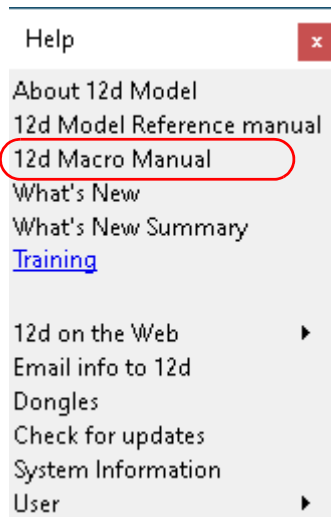 Help
x
About 12d Model
12d Model Reference manual
12d Macro Manual
What's New
What's New Summary
Training
12d on the Web
Email info to 12d
Dongles
Check for updates
System Information
User